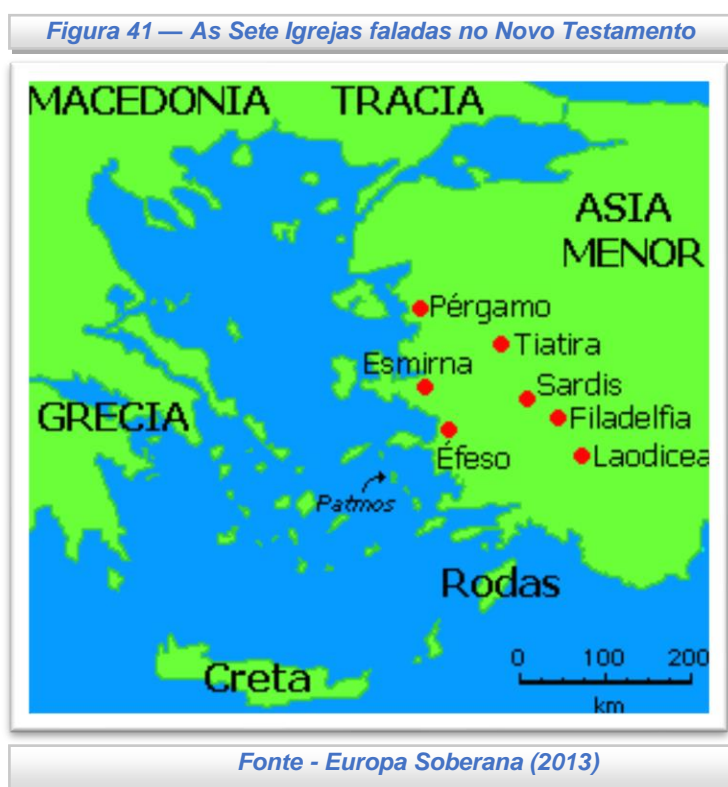 Figura 41 — As Sete Igrejas faladas no Novo Testamento
MACEDONIA
TRACIA
ASIA
MENOR
Pérgamo
Tiatira
Esmirna
Sardis
Filadelfia
GRECIA
Éfeso
Laodicea
Patmos
Rodas
Creta
0 100 200
km
Fonte - Europa Soberana (2013)